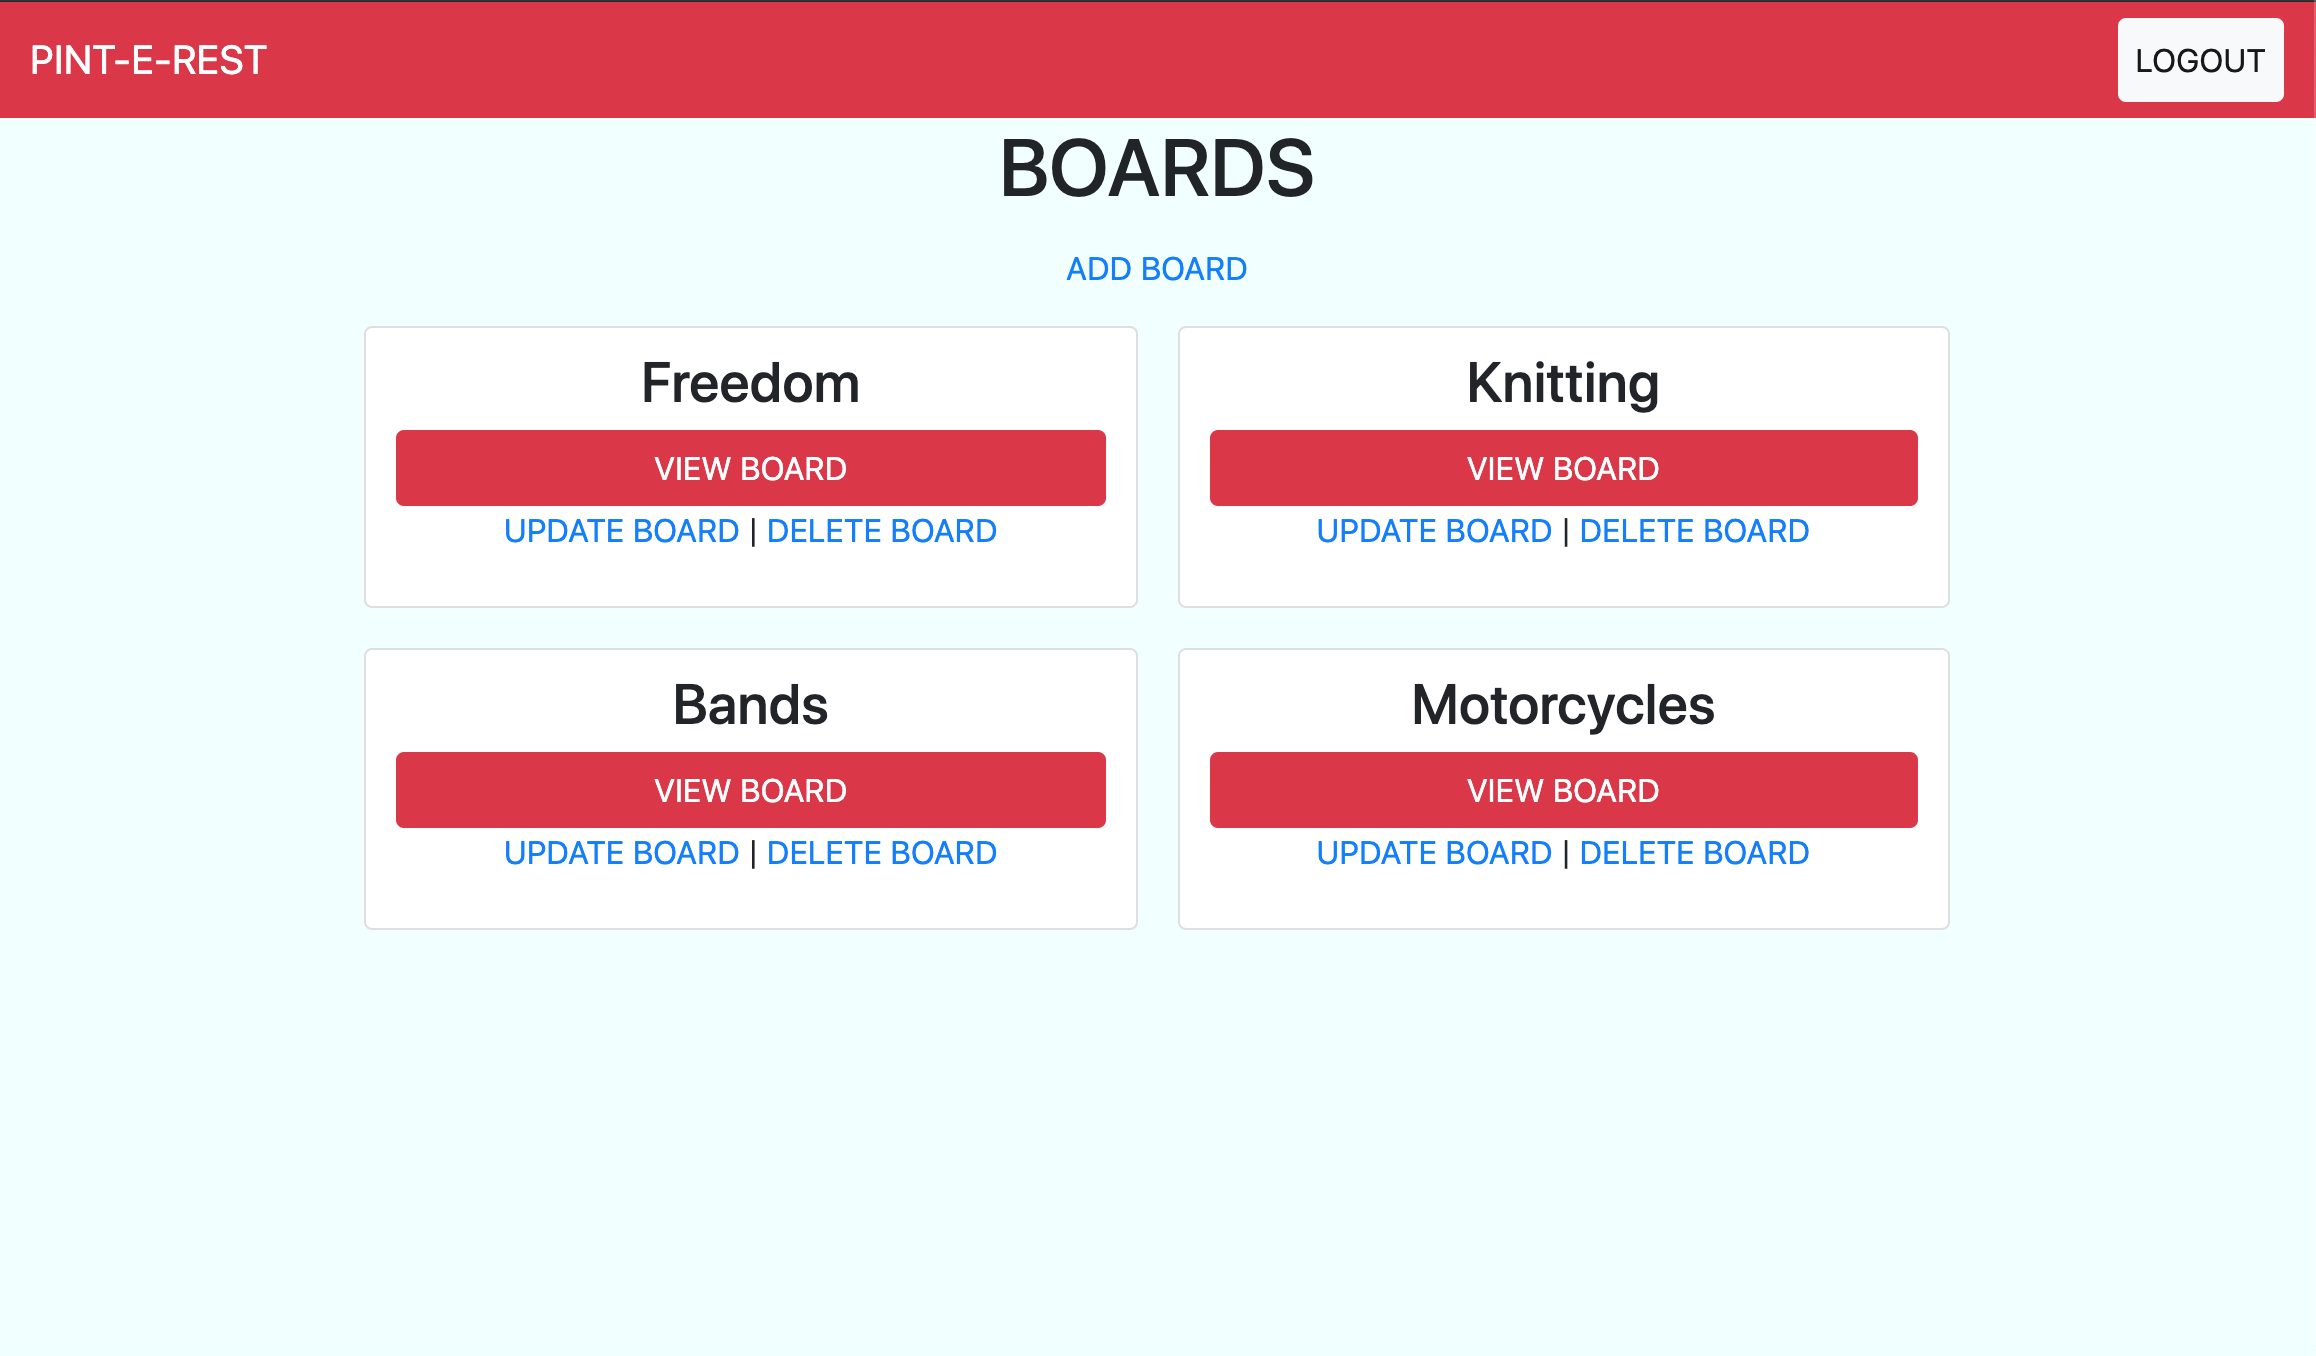 PINT-E-REST
LOGOUT
BOARDS
ADD BOARD
Freedom
VIEW BOARD
UPDATE BOARD | DELETE BOARD
Knitting
VIEW BOARD
UPDATE BOARD | DELETE BOARD
Bands
VIEW BOARD
UPDATE BOARD | DELETE BOARD
Motorcycles
VIEW BOARD
UPDATE BOARD | DELETE BOARD